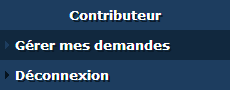 Contributeur
Gérer mes demandes
Déconnexion